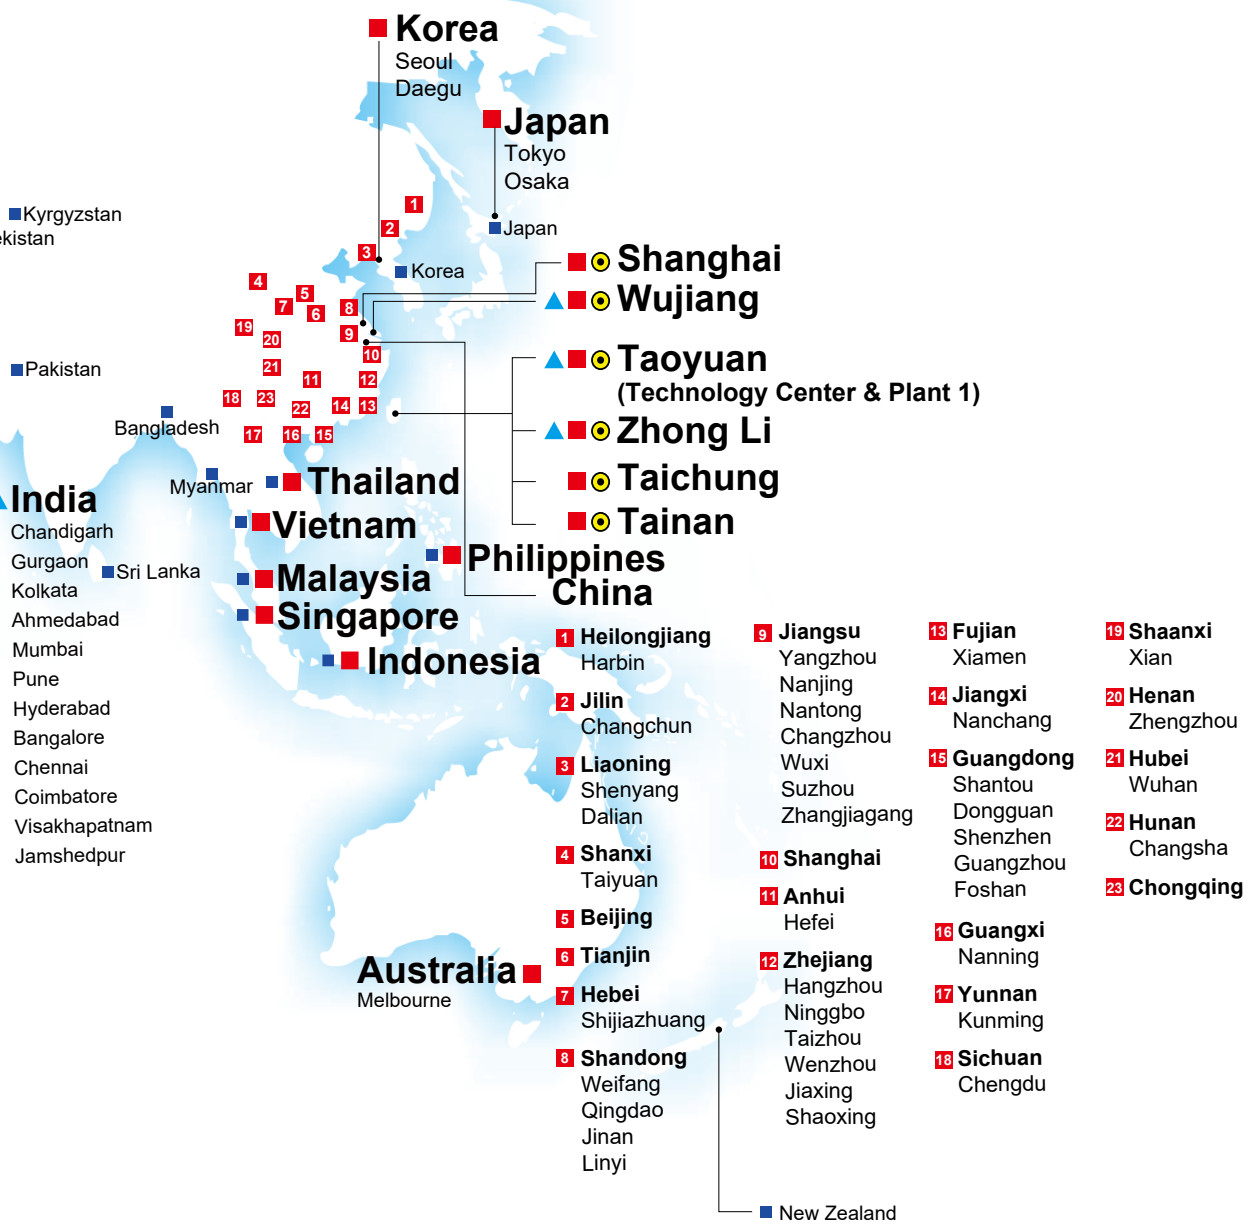 Korea
Seoul
Daegu
Japan
Tokyo
Osaka
Japan
Korea
Kyrgyzstan
ekistan
Pakistan
Bangladesh
Myanmar
Sri Lanka
1
2
3
4
5
6
7
8
9
10
11
12
13
14
15
16
17
18
19
20
21
22
23
Shanghai
Wujiang
Taoyuan
(Technology Center & Plant 1)
Zhong Li
Taichung
Tainan
India
Chandigarh
Gurgaon
Kolkata
Ahmedabad
Mumbai
Pune
Hyderabad
Bangalore
Chennai
Coimbatore
Visakhapatnam
Jamshedpur
Thailand
Vietnam
Malaysia
Singapore
Indonesia
Philippines
China
1 Heilongjiang
Harbin
2 Jilin
Changchun
3 Liaoning
Shenyang
Dalian
4 Shanxi
Taiyuan
5 Beijing
6 Tianjin
7 Hebei
Shijiazhuang
8 Shandong
Weifang
Qingdao
Jinan
Linyi
9 Jiangsu
Yangzhou
Nanjing
Nantong
Changzhou
Wuxi
Suzhou
Zhangjiagang
10 Shanghai
11 Anhui
Hefei
12 Zhejiang
Hangzhou
Ninggbo
Taizhou
Wenzhou
Jiaxing
Shaoxing
13 Fujian
Xiamen
14 Jiangxi
Nanchang
15 Guangdong
Shantou
Dongguan
Shenzhen
Guangzhou
Foshan
16 Guangxi
Nanning
17 Yunnan
Kunming
18 Sichuan
Chengdu
19 Shaanxi
Xian
20 Henan
Zhengzhou
21 Hubei
Wuhan
22 Hunan
Changsha
23 Chongqing
Australia
Melbourne
New Zealand